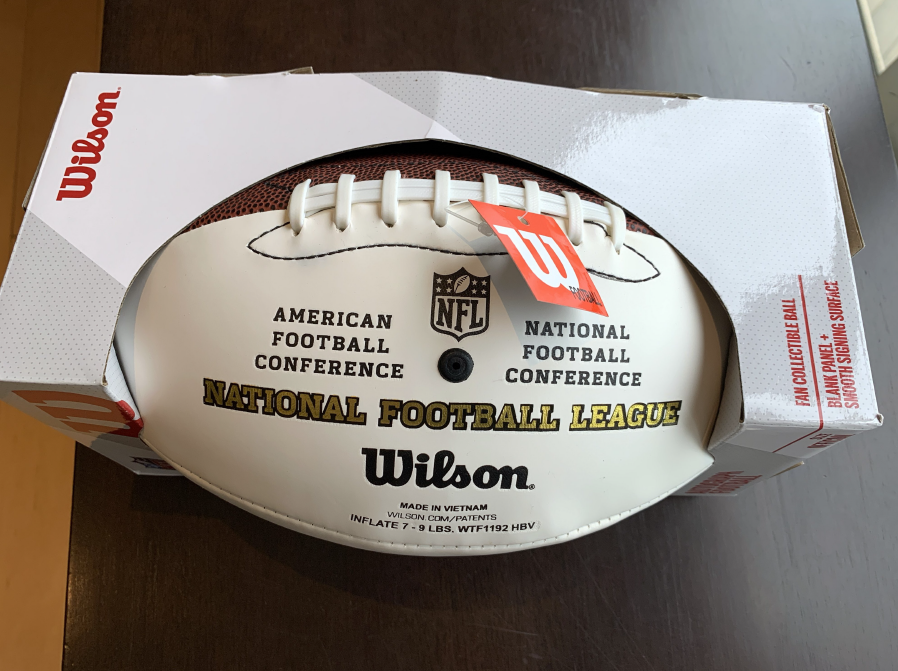 Wilson
W
FOOTBALL
NFL
AMERICAN
FOOTBALL
CONFERENCE
NATIONAL
FOOTBALL
CONFERENCE
NATIONAL FOOTBALL LEAGUE
Wilson
MADE IN VIETNAM
WILSON.COM/PATENTS
INFLATE 7 - 9 LBS. WTF1192 HBV
FAN COLLECTIBLE BALL
BLANK PANEL +
SMOOTH SIGNING SURFACE